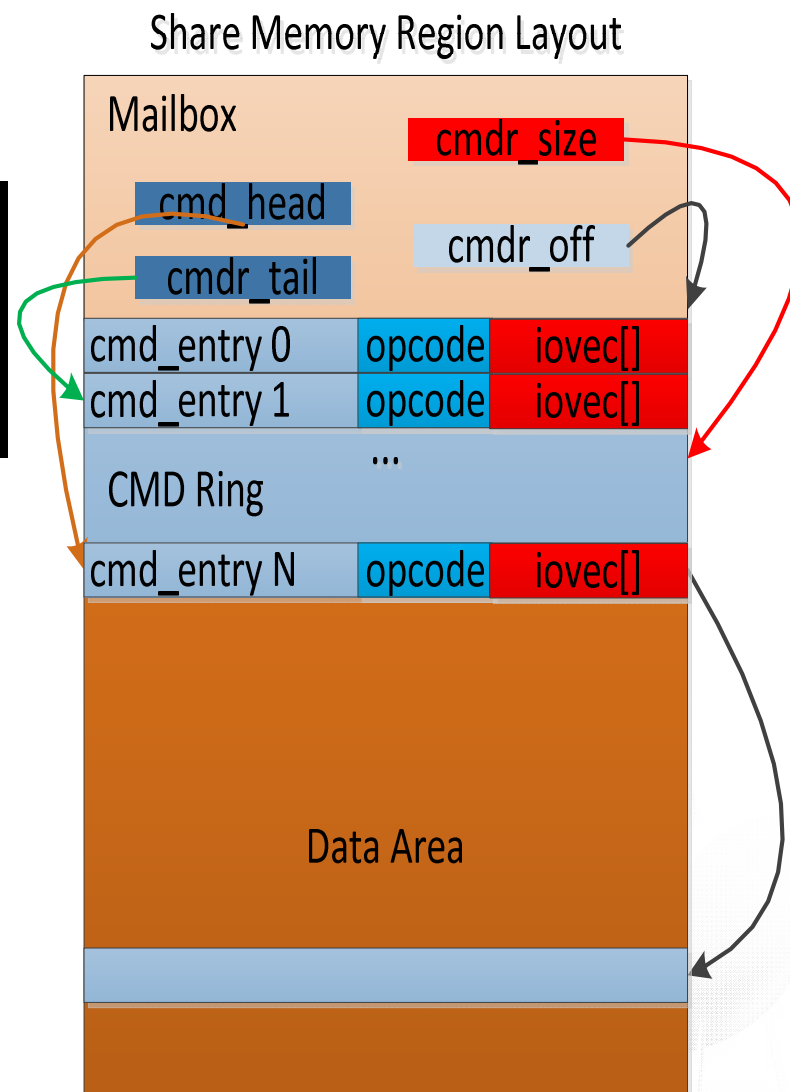 Share Memory Region Layout
Mailbox
cmdr_size
cmd_head
cmdr_off
cmdr_tail
cmd_entry 0 opcode iovec[]
cmd_entry 1 opcode iovec[]
...
CMD Ring
cmd_entry N opcode iovec[]
Data Area